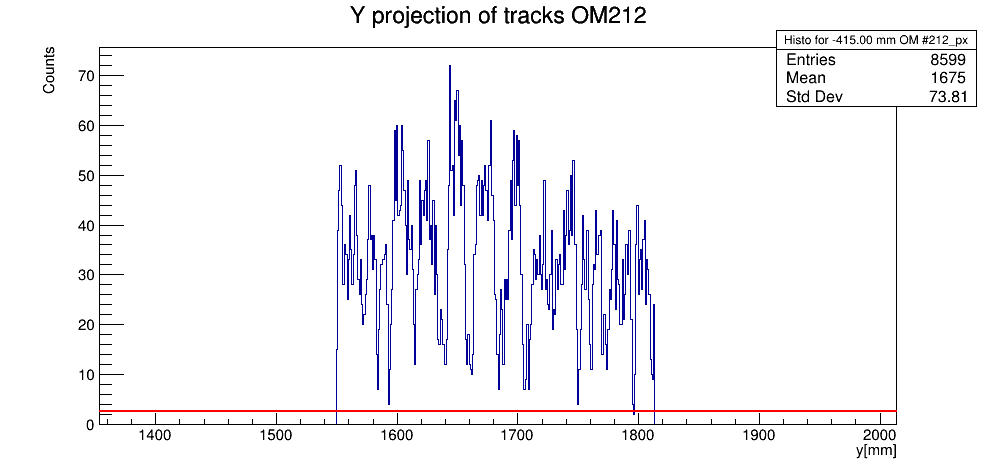 Y projection of tracks OM212
Histo for -415.00 mm OM #212_px
Entries 8599
Mean 1675
Std Dev 73.81
Counts
70
60
50
40
30
20
10
0
1400 1500 1600 1700 1800 1900 2000
y[mm]